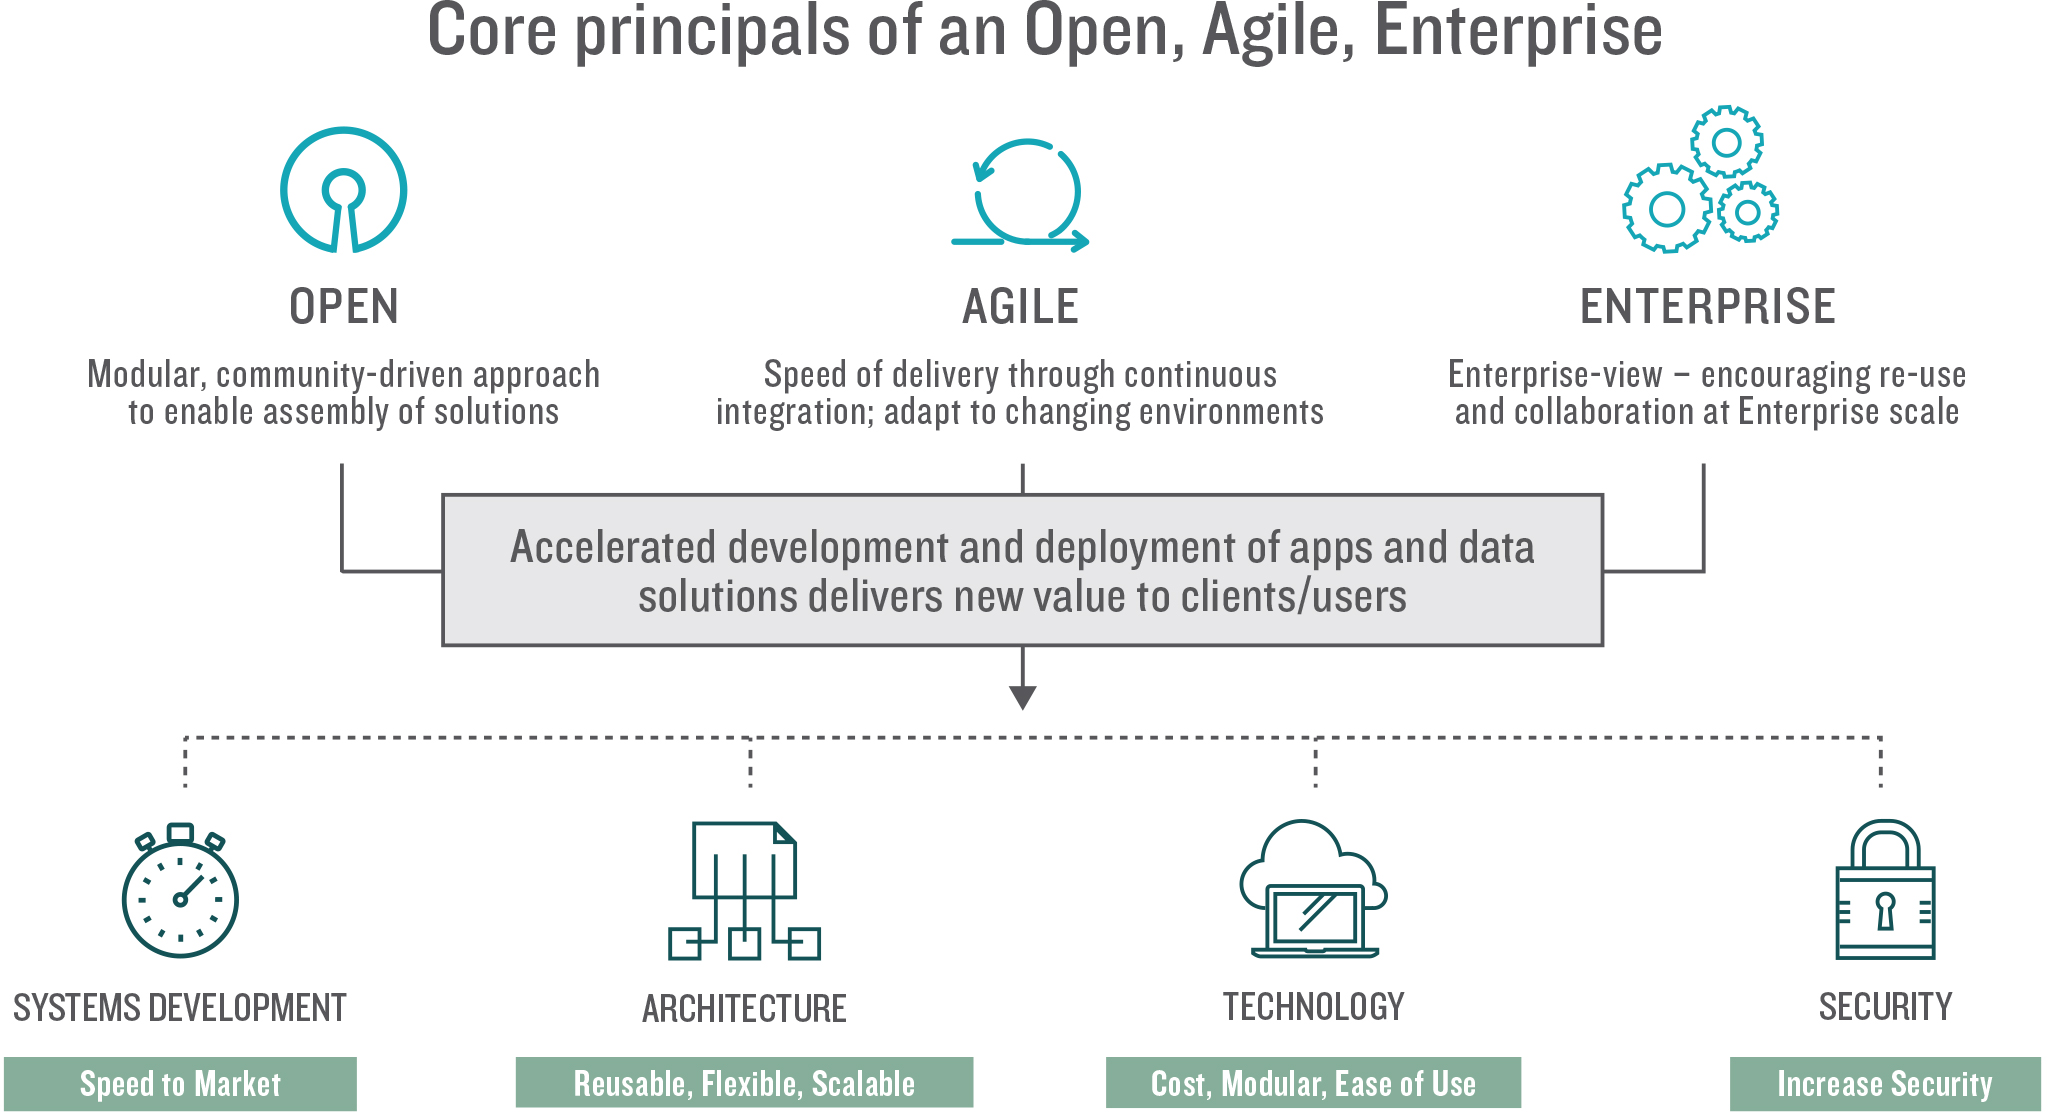 Core principals of an Open, Agile, Enterprise
OPEN
Modular, community-driven approach
to enable assembly of solutions
AGILE
Speed of delivery through continuous
integration; adapt to changing environments
ENTERPRISE
Enterprise-view – encouraging re-use
and collaboration at Enterprise scale
Accelerated development and deployment of apps and data
solutions delivers new value to clients/users
SYSTEMS DEVELOPMENT
Speed to Market
ARCHITECTURE
Reusable, Flexible, Scalable
TECHNOLOGY
Cost, Modular, Ease of Use
SECURITY
Increase Security